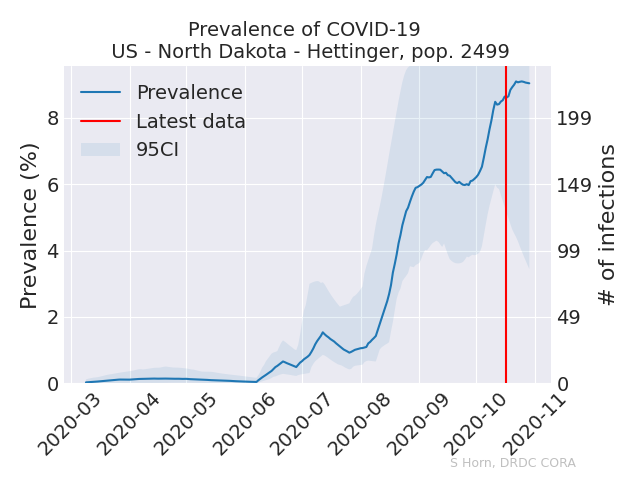 Prevalence of COVID-19
US - North Dakota - Hettinger, pop. 2499
Prevalence
Latest data
95CI
Prevalence (%)
8
6
4
2
0
199
149
99
49
0
# of infections
2020-03
2020-04
2020-05
2020-06
2020-07
2020-08
2020-09
2020-10
2020-11
S Horn, DRDC CORA